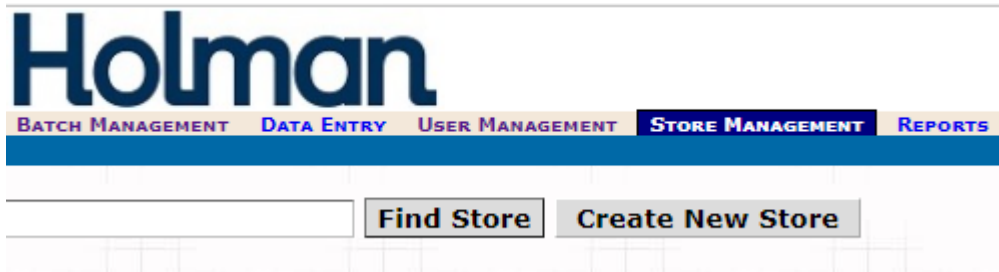 Holman
BATCH MANAGEMENT DATA ENTRY USER MANAGEMENT STORE MANAGEMENT REPORTS
Find Store Create New Store